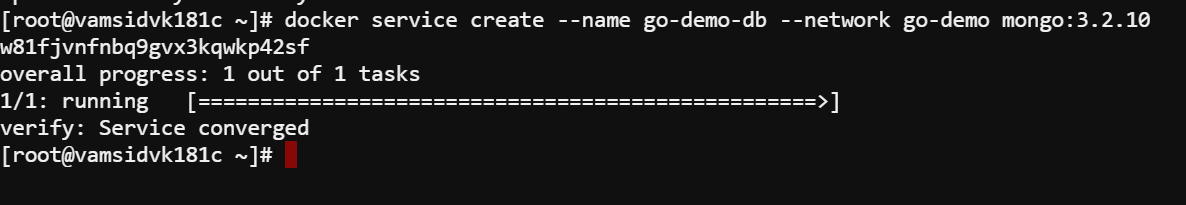 [root@vamsidvk181c ~]# docker service create --name go-demo-db --network go-demo mongo:3.2.10
w81fjvnfnbq9gvx3kqwkp42sf
overall progress: 1 out of 1 tasks
1/1: running   [==================================================>]
verify: Service converged
[root@vamsidvk181c ~]#